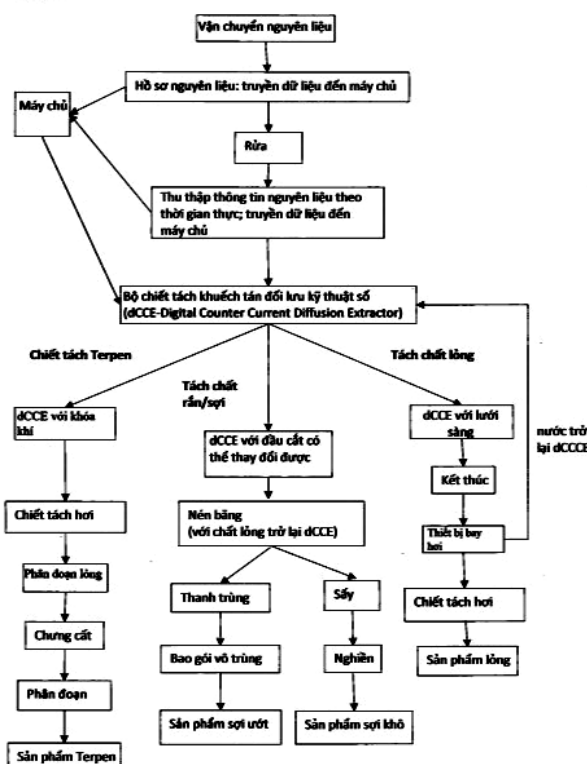 Vận chuyển nguyên liệu
Hồ sơ nguyên liệu: truyền dữ liệu đến máy chủ
Máy chủ
Rửa
Thu thập thông tin nguyên liệu theo
thời gian thực; truyền dữ liệu đến
máy chủ
Bộ chiết tách khuếch tán đối lưu kỹ thuật số
(dCCE-Digital Counter Current Diffusion Extractor)
Chiết tách Terpen
Tách chất
rắn/sợi
Tách chất lỏng
dCCE với khóa
khí
dCCE với đầu cắt có
thể thay đổi được
dCCE với lưới
sàng
nước trở
lại dCCCE
Kết thúc
Chiết tách hơi
Nén băng
(với chất lỏng trở lại dCCE)
Thiết bị bay
hơi
Phân đoạn lỏng
Thanh trùng
Sấy
Chiết tách hơi
Chưng cất
Bao gói vô trùng
Nghiền
Sản phẩm lỏng
Phân đoạn
Sản phẩm sợi ướt
Sản phẩm sợi khô
Sản phẩm Terpen